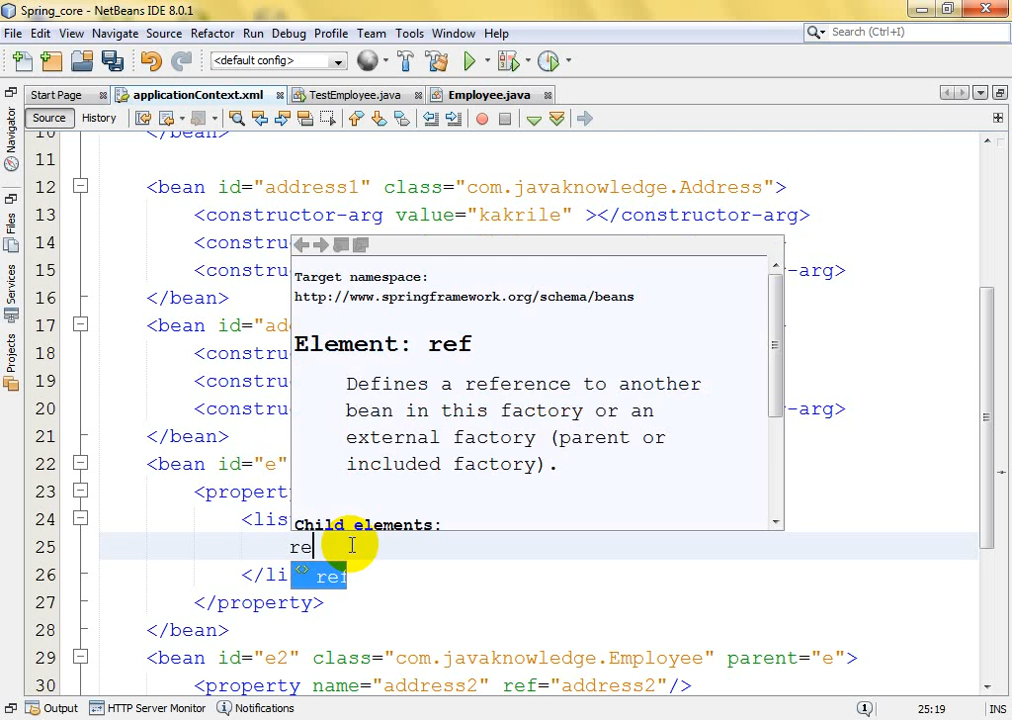 Spring_core - NetBeans IDE 8.0.1
File Edit View Navigate Source Refactor Run Debug Profile Team Tools Window Help
Search (Ctrl+I)
<default config>
Start Page applicationContext.xml TestEmployee.java Employee.java
Source History
Navigator
Files
Services
Projects
10 </bean>
11
12 <bean id="address1" class="com.javaknowledge.Address">
13 <constructor-arg value="kakrile" ></constructor-arg>
14 <constru -arg>
15 <constru -arg>
16 </bean>
17 <bean id="ad
18 <constru
19 <constru
20 <constru -arg>
21 </bean>
22 <bean id="e"
23 <property
24 <lis
25 re
26 </li
27 </property>
28 </bean>
29 <bean id="e2" class="com.javaknowledge.Employee" parent="e">
30 <property name="address2" ref="address2"/>
Target namespace:
http://www.springframework.org/schema/beans
Element: ref
Defines a reference to another
bean in this factory or an
external factory (parent or
included factory).
Child elements:
ref
Output HTTP Server Monitor Notifications
25:19 INS